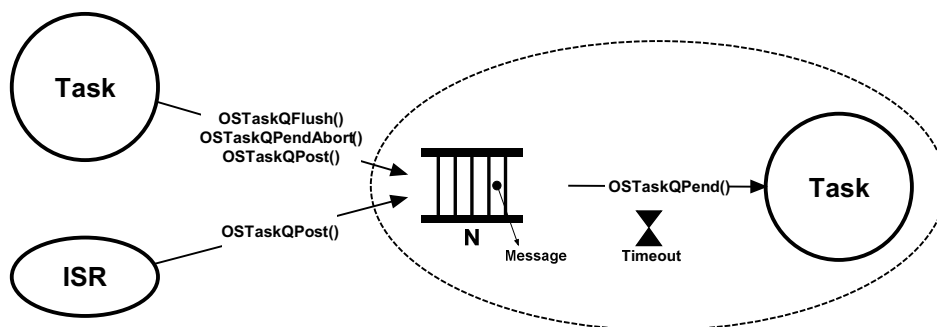 Task
OSTaskQFlush()
OSTaskQPendAbort()
OSTaskQPost()
OSTaskQPend()
Task
OSTaskQPost()
N
Message
Timeout
ISR